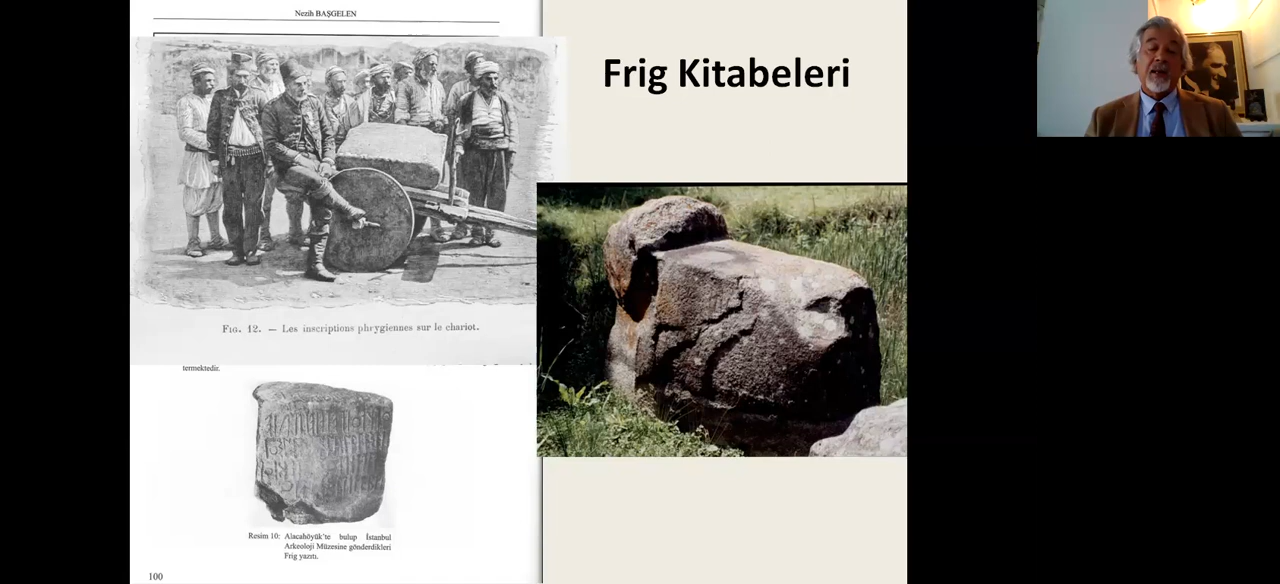 Nezih BAŞGELEN
Frig Kitabeleri
FIG. 12. — Les inscriptions phrygiennes sur le chariot.
termektedir.
Resim 10: Alacahöyük'te bulup İstanbul
Arkeoloji Müzesine gönderdikleri
Frig yazıtı.
100